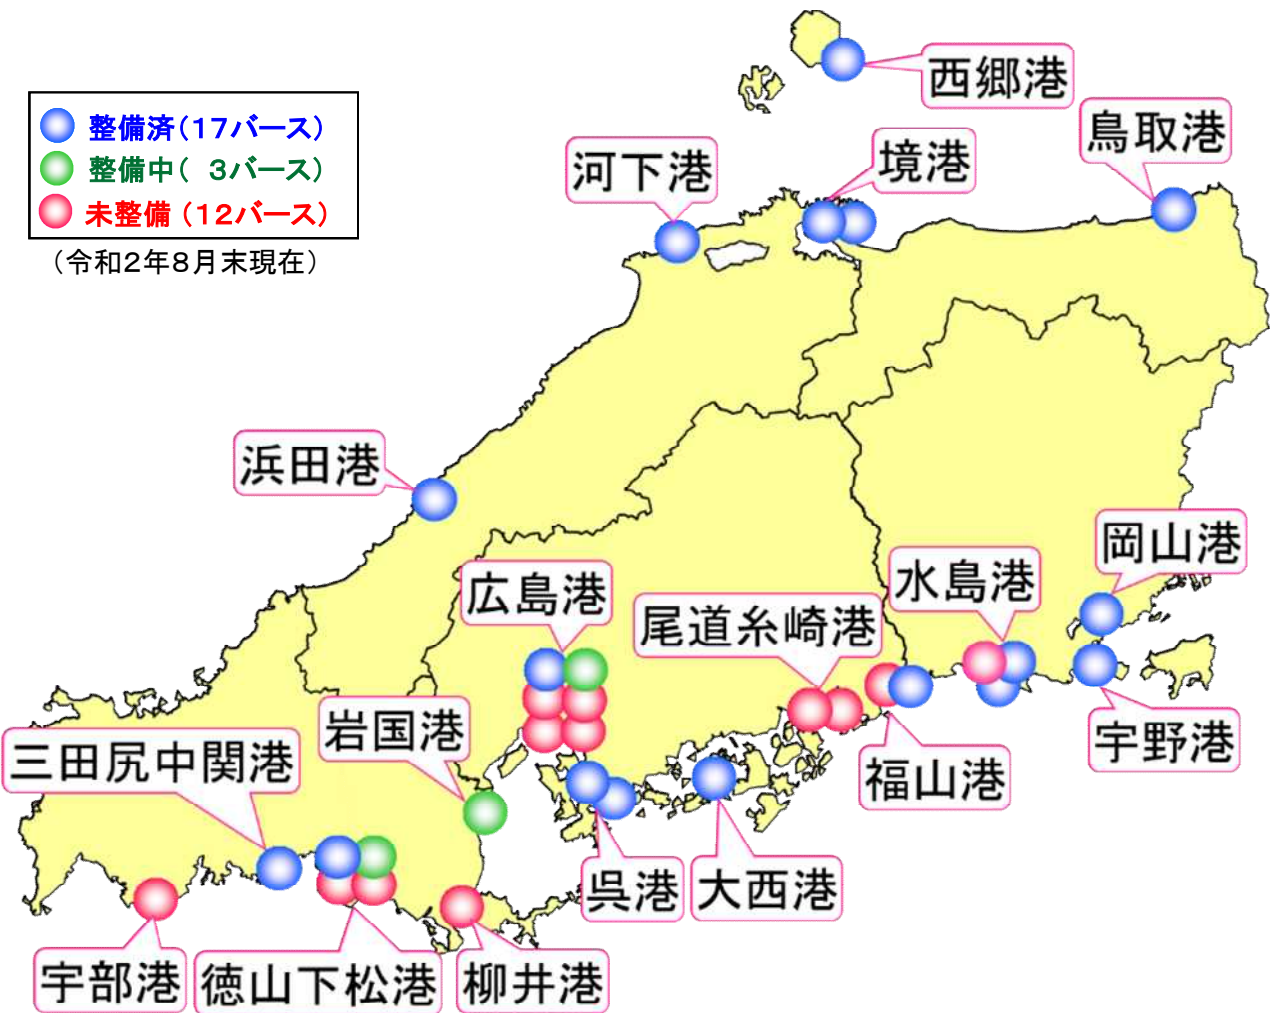 西郷港
整備済（17バース）
整備中（　3バース）
未整備（12バース）
（令和2年8月末現在）
鳥取港
境港
河下港
浜田港
岡山港
水島港
広島港
尾道糸崎港
岩国港
三田尻中関港
宇野港
福山港
呉港
大西港
宇部港
徳山下松港
柳井港